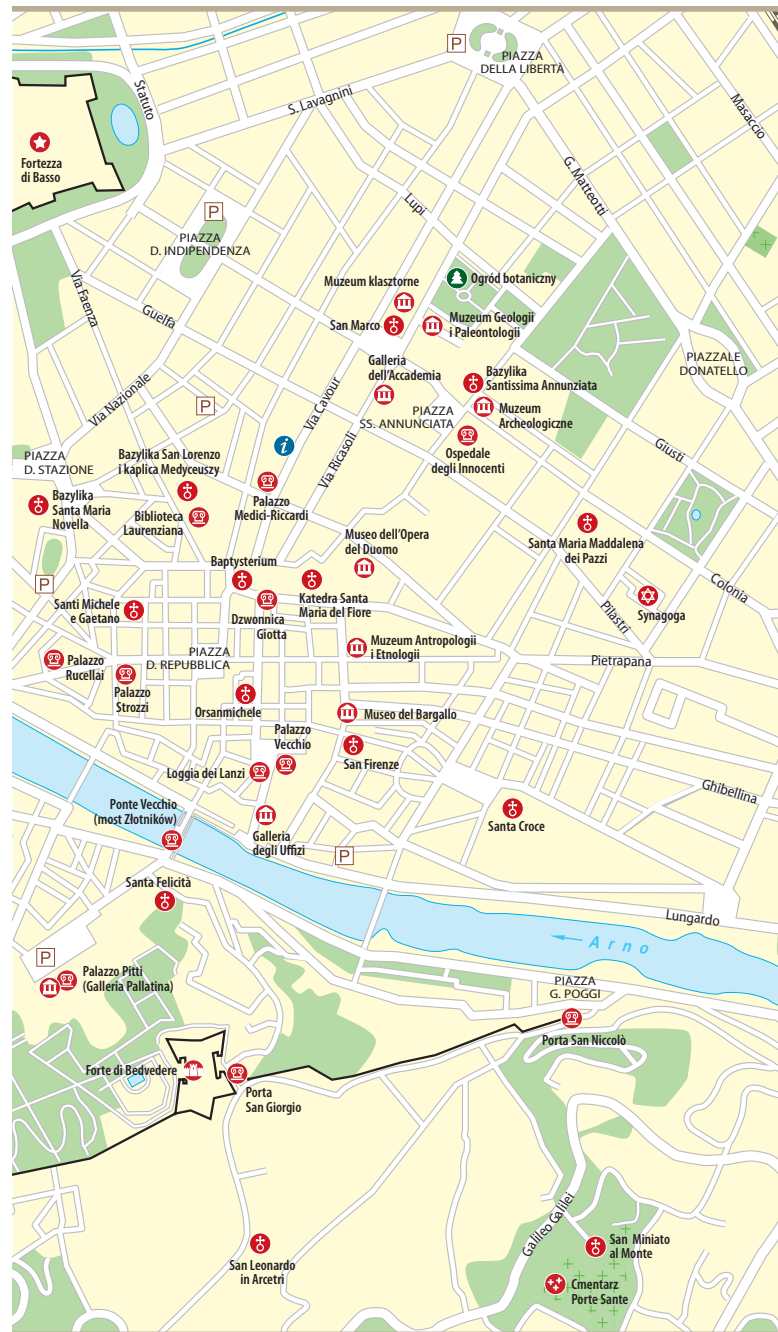 P
PIAZZA
DELLA LIBERTÀ
Statuto
S. Lavagnini
Masaccio
Fortezza
di Basso
G. Matteotti
Lupi
P
PIAZZA
D. INDIPENDENZA
Via Faenza
Guelfa
Muzeum klasztorne
Ogród botaniczny
San Marco
Muzeum Geologii
i Paleontologii
PIAZZALE
DONATELLO
Via Nazionale
Via Cavour
Galleria
dell'Accademia
Bazylika
Santissima Annunziata
P
PIAZZA
SS. ANNUNCIATA
Muzeum
Archeologiczne
Via Ricasoli
i
Ospedale
degli Innocenti
Giusti
PIAZZA
D. STAZIONE
Bazylika San Lorenzo
i kaplica Medyceuszy
Bazylika
Santa Maria
Novella
Biblioteca
Laurenziana
Palazzo
Medici-Riccardi
Museo dell'Opera
del Duomo
Santa Maria Maddalena
dei Pazzi
Colonia
P
Baptysterium
Santi Michele
e Gaetano
Dzwonnica
Giotta
Katedra Santa
Maria del Fiore
Synagoga
Pilastri
PIAZZA
D. REPUBBLICA
Muzeum Antropologii
i Etnologii
Pietrapana
Palazzo
Rucellai
Palazzo
Strozzi
Orsanmichele
Museo del Bargallo
Palazzo
Vecchio
San Firenze
Loggia dei Lanzi
Ghibellina
Ponte Vecchio
(most Złotników)
Santa Croce
Galleria
degli Uffizi
P
Santa Felicità
Lungardo
Arno
P
Palazzo Pitti
(Galleria Pallatina)
PIAZZA
G. POGGI
Porta San Niccolò
Forte di Bedvedere
Porta
San Giorgio
Galileo Galilei
San Miniato
al Monte
San Leonardo
in Arcetri
Cmentarz
Porte Sante